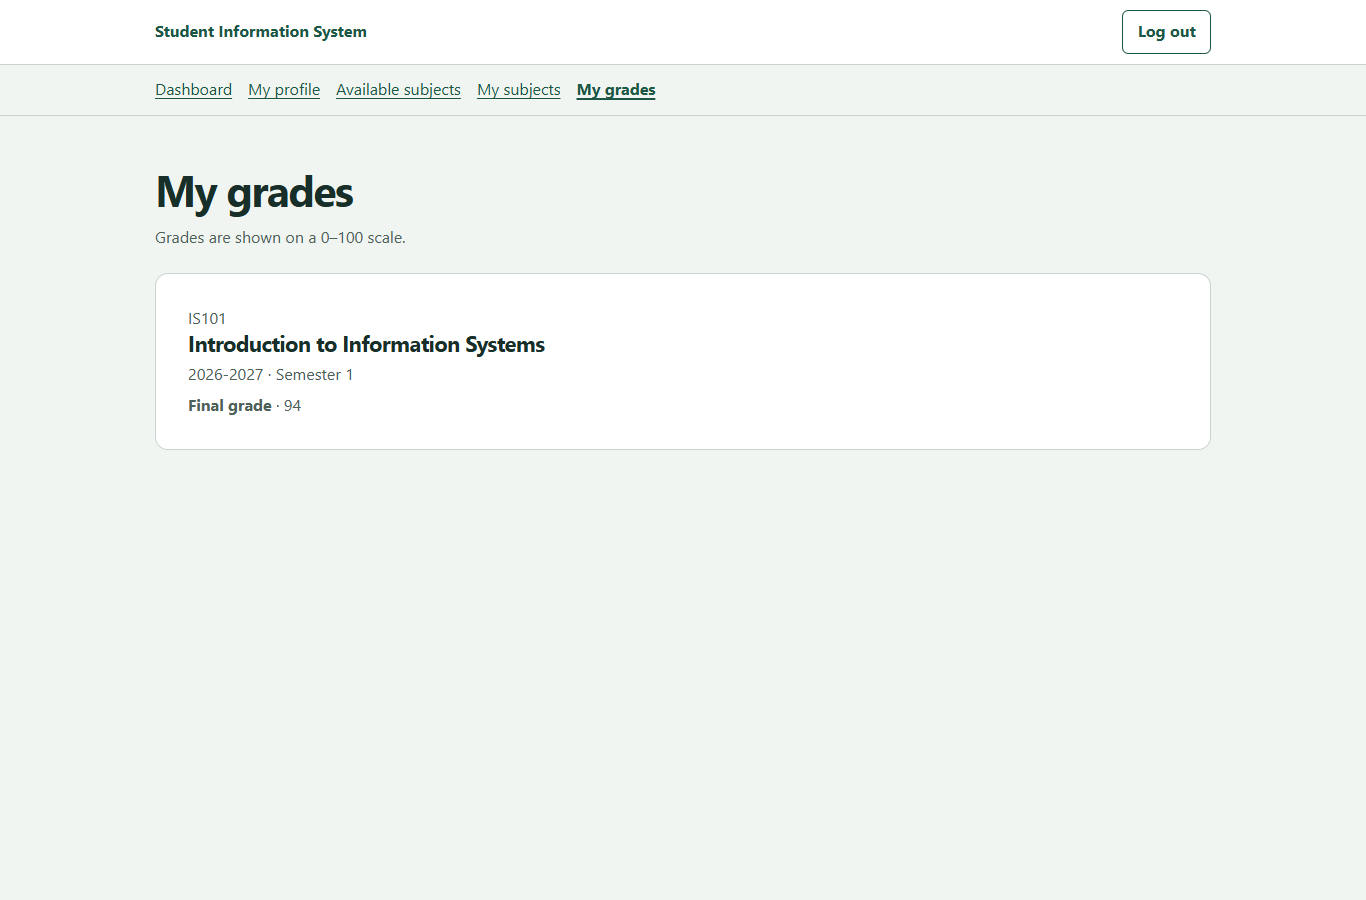 Student Information System
Log out
Dashboard My profile Available subjects My subjects My grades
My grades
Grades are shown on a 0–100 scale.
IS101
Introduction to Information Systems
2026-2027 · Semester 1
Final grade · 94